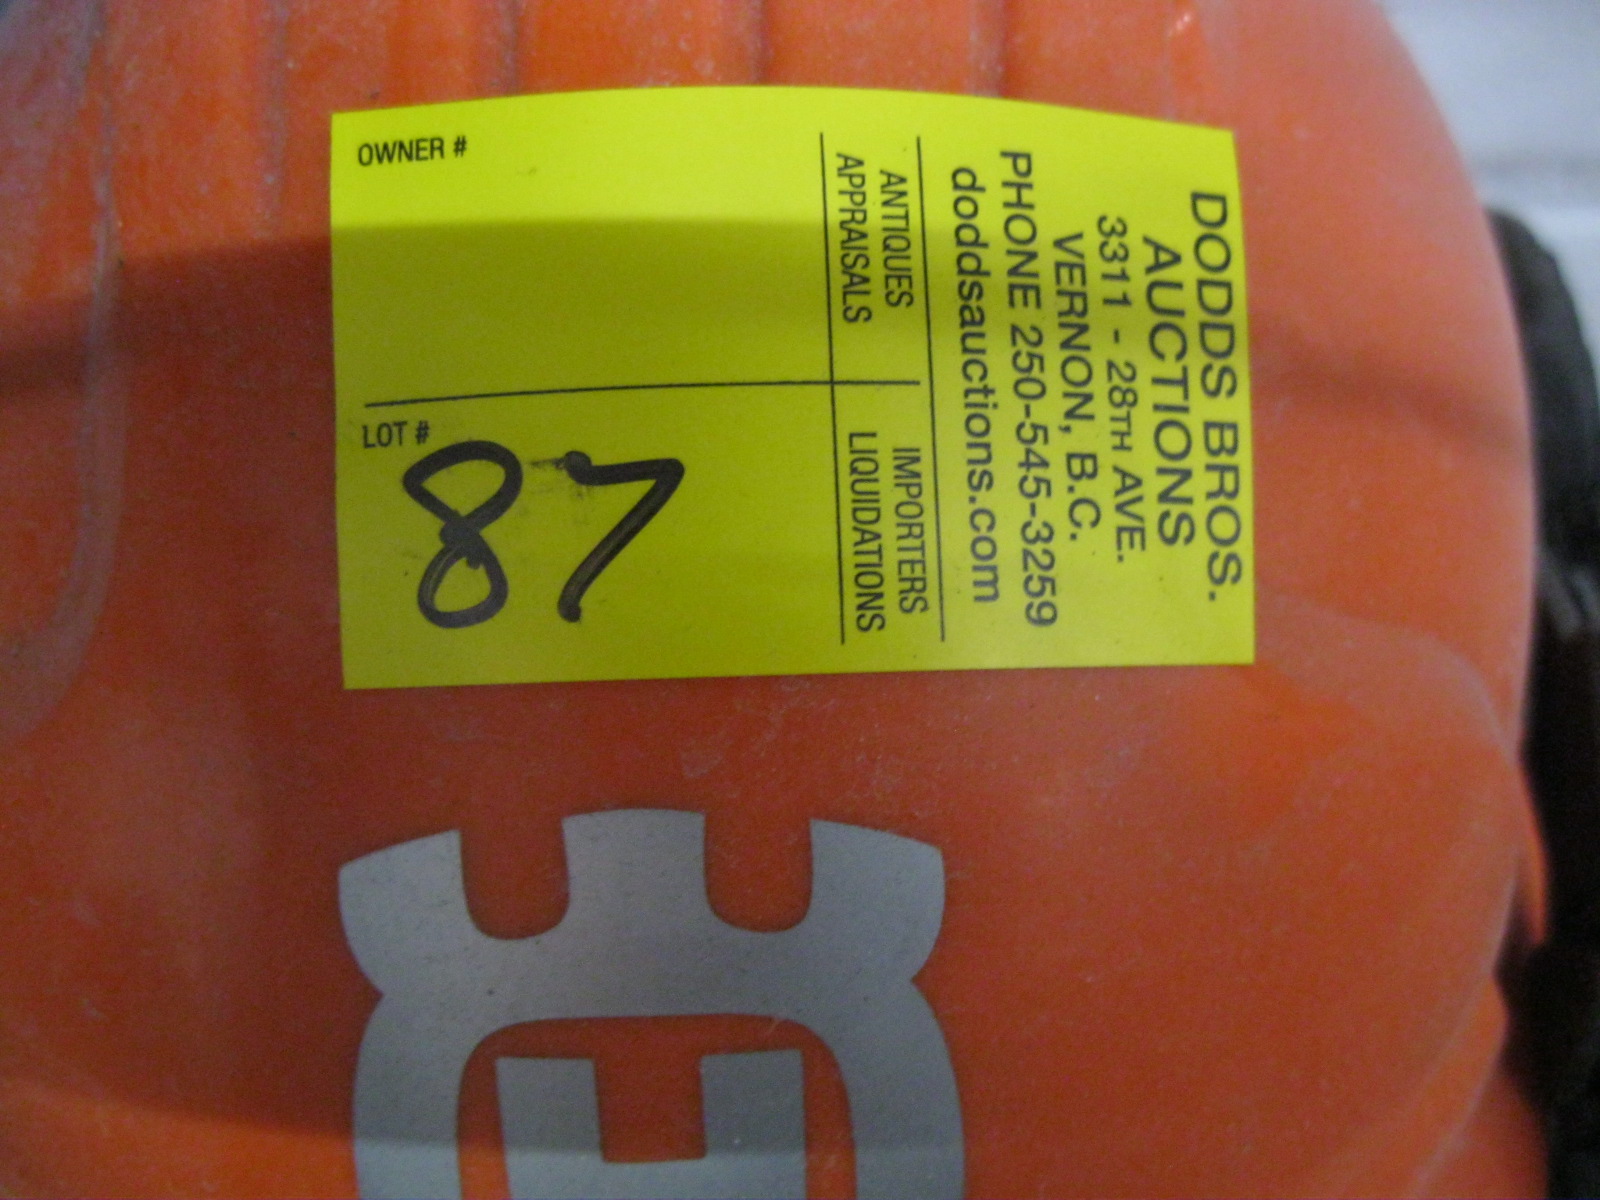 DODDS BROS.
AUCTIONS
3311 - 28TH AVE.
VERNON, B.C.
PHONE 250-545-3259
doddsauctions.com
ANTIQUES
APPRAISALS
IMPORTERS
LIQUIDATIONS
OWNER #
LOT #
87